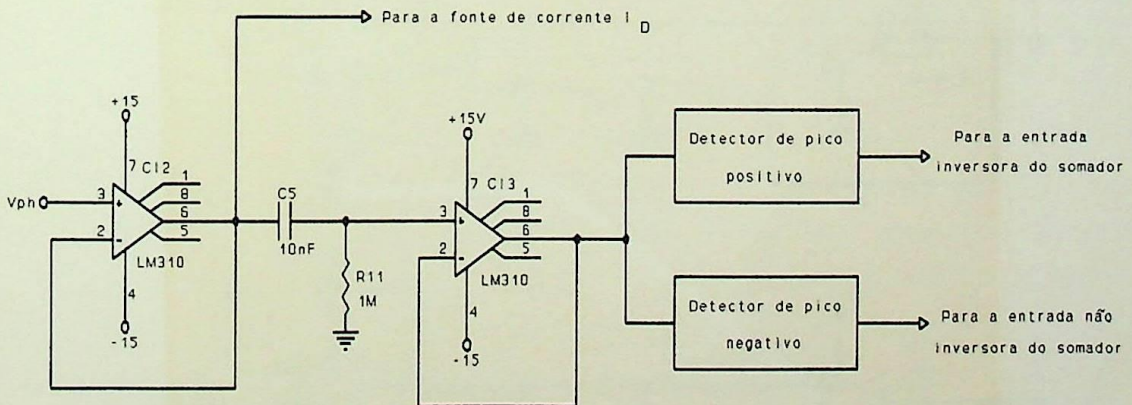 Para a fonte de corrente I D
+15
7 CI2
1
8
6
5
Vph
3
+
2
-
LM310
4
-15
C5
10nF
R11
1M
+15V
7 CI3
1
8
6
5
3
+
2
-
LM310
4
-15
Detector de pico
positivo
Para a entrada
inversora do somador
Detector de pico
negativo
Para a entrada não
inversora do somador